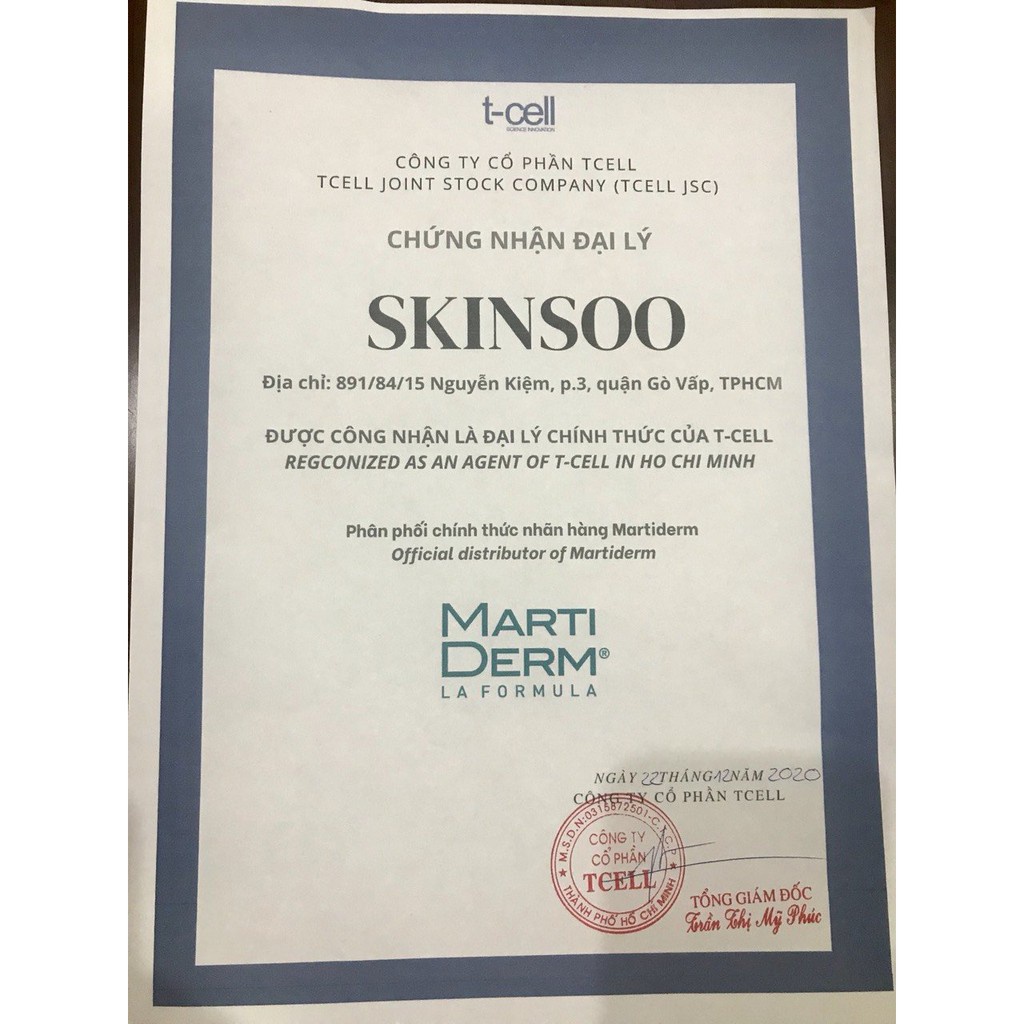 t-cell
SCIENCE INNOVATION
CÔNG TY CỔ PHẦN TCELL
TCELL JOINT STOCK COMPANY (TCELL JSC)
CHỨNG NHẬN ĐẠI LÝ
SKINSOO
Địa chỉ: 891/84/15 Nguyễn Kiệm, p.3, quận Gò Vấp, TPHCM
ĐƯỢC CÔNG NHẬN LÀ ĐẠI LÝ CHÍNH THỨC CỦA T-CELL
REGCONIZED AS AN AGENT OF T-CELL IN HO CHI MINH
Phân phối chính thức nhãn hàng Martiderm
Official distributor of Martiderm
MARTI
DERM®
LA FORMULA
NGÀY 22 THÁNG 12 NĂM 2020
CÔNG TY CỔ PHẦN TCELL
M.S.D.N:0315872501-C.T.C.P
CÔNG TY
CỔ PHẦN
TCELL
THÀNH PHỐ HỒ CHÍ MINH
TỔNG GIÁM ĐỐC
Trần Thị Mỹ Phúc